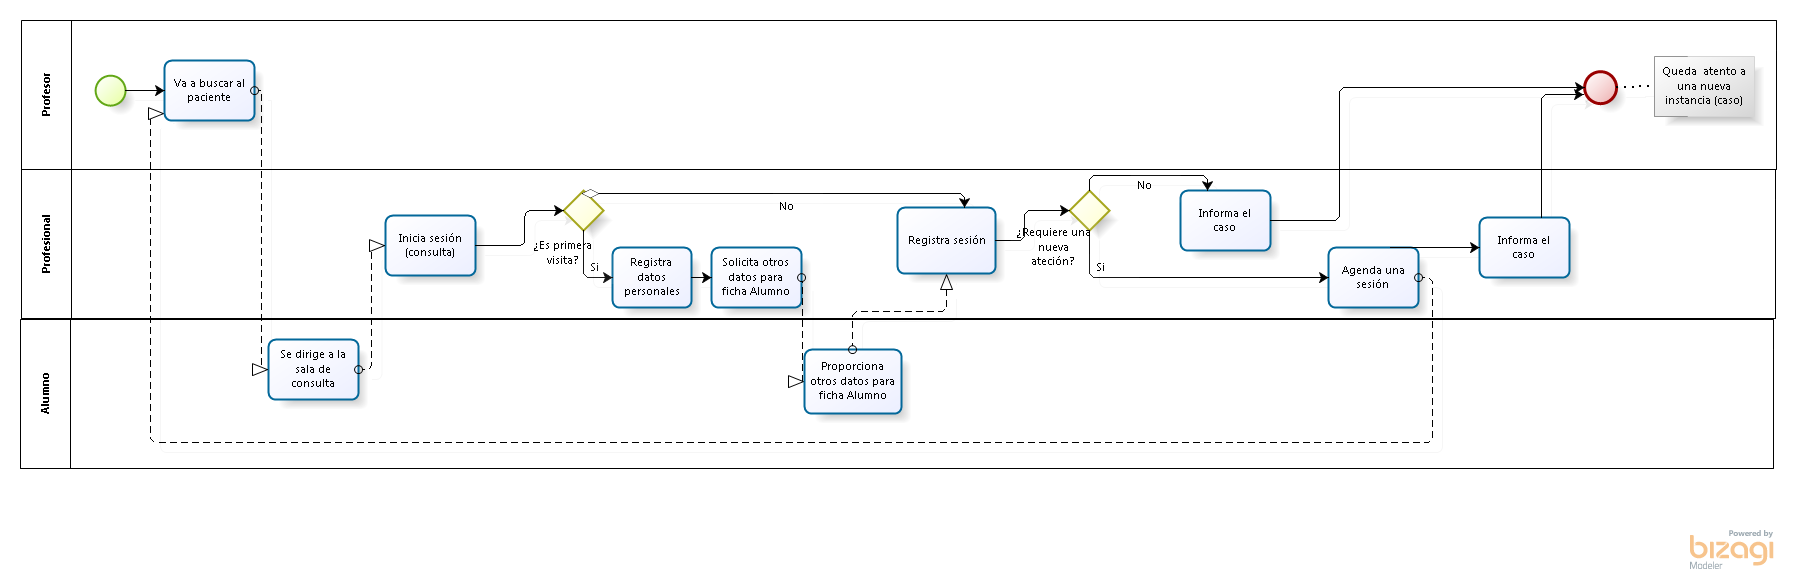 Profesor
Va a buscar al
paciente
Queda atento a
una nueva
instancia (caso)
Profesional
Inicia sesión
(consulta)
¿Es primera
visita?
No
Si
Registra
datos
personales
Solicita otros
datos para
ficha Alumno
Registra sesión
¿Requiere una
nueva
ateción?
No
Si
Informa el
caso
Agenda una
sesión
Informa el
caso
Alumno
Se dirige a la
sala de
consulta
Proporciona
otros datos para
ficha Alumno
Powered by
bizagi
Modeler